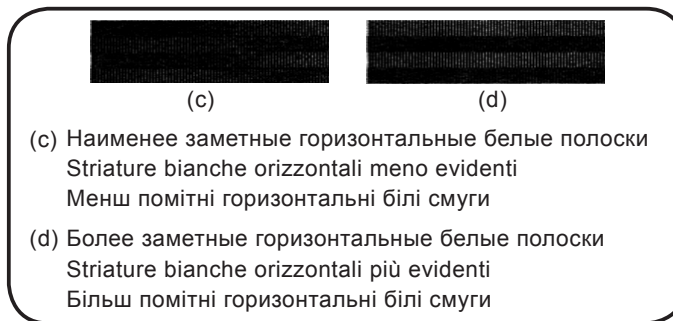 (c) (d)
(c) Наименее заметные горизонтальные белые полоски
Striature bianche orizzontali meno evidenti
Менш помітні горизонтальні білі смуги
(d) Более заметные горизонтальные белые полоски
Striature bianche orizzontali più evidenti
Більш помітні горизонтальні білі смуги